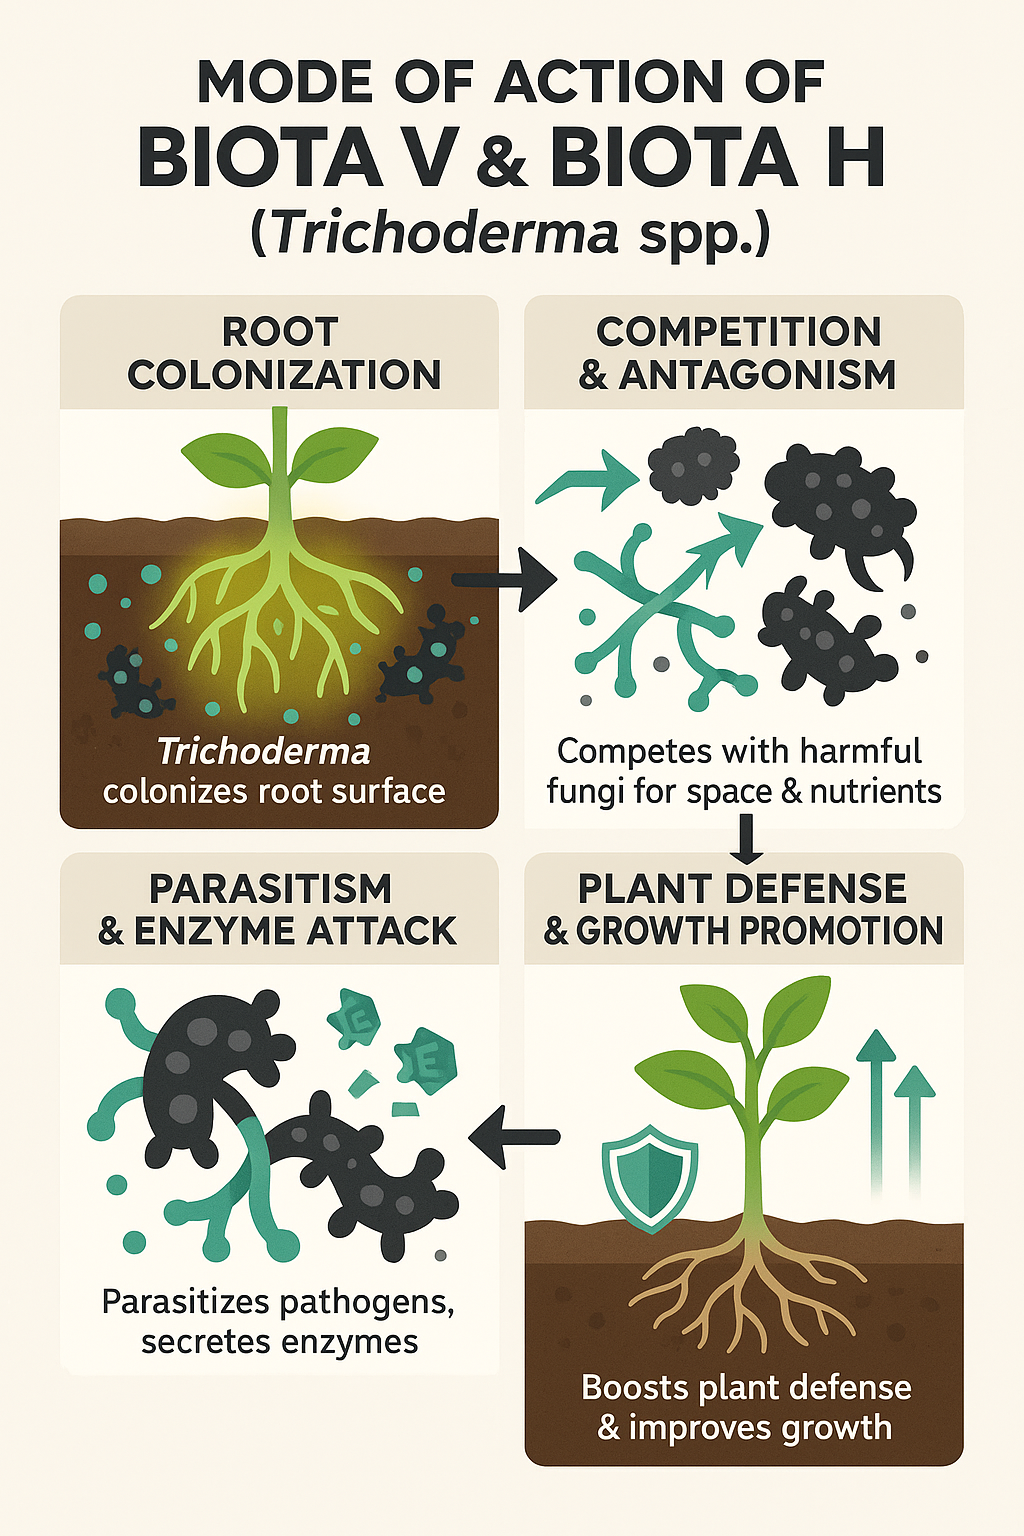 MODE OF ACTION OF
BIOTA V & BIOTA H
(Trichoderma spp.)
ROOT
COLONIZATION
Trichoderma
colonizes root surface
COMPETITION
& ANTAGONISM
Competes with harmful
fungi for space & nutrients
PARASITISM
& ENZYME ATTACK
E
E
Parasitizes pathogens,
secretes enzymes
PLANT DEFENSE
& GROWTH PROMOTION
Boosts plant defense
& improves growth